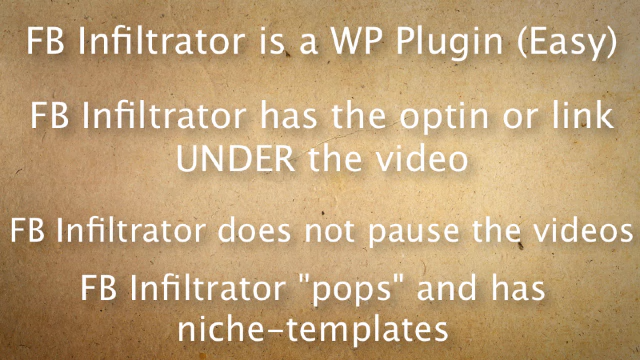 FB Infiltrator is a WP Plugin (Easy)
FB Infiltrator has the optin or link
UNDER the video
FB Infiltrator does not pause the videos
FB Infiltrator "pops" and has
niche-templates